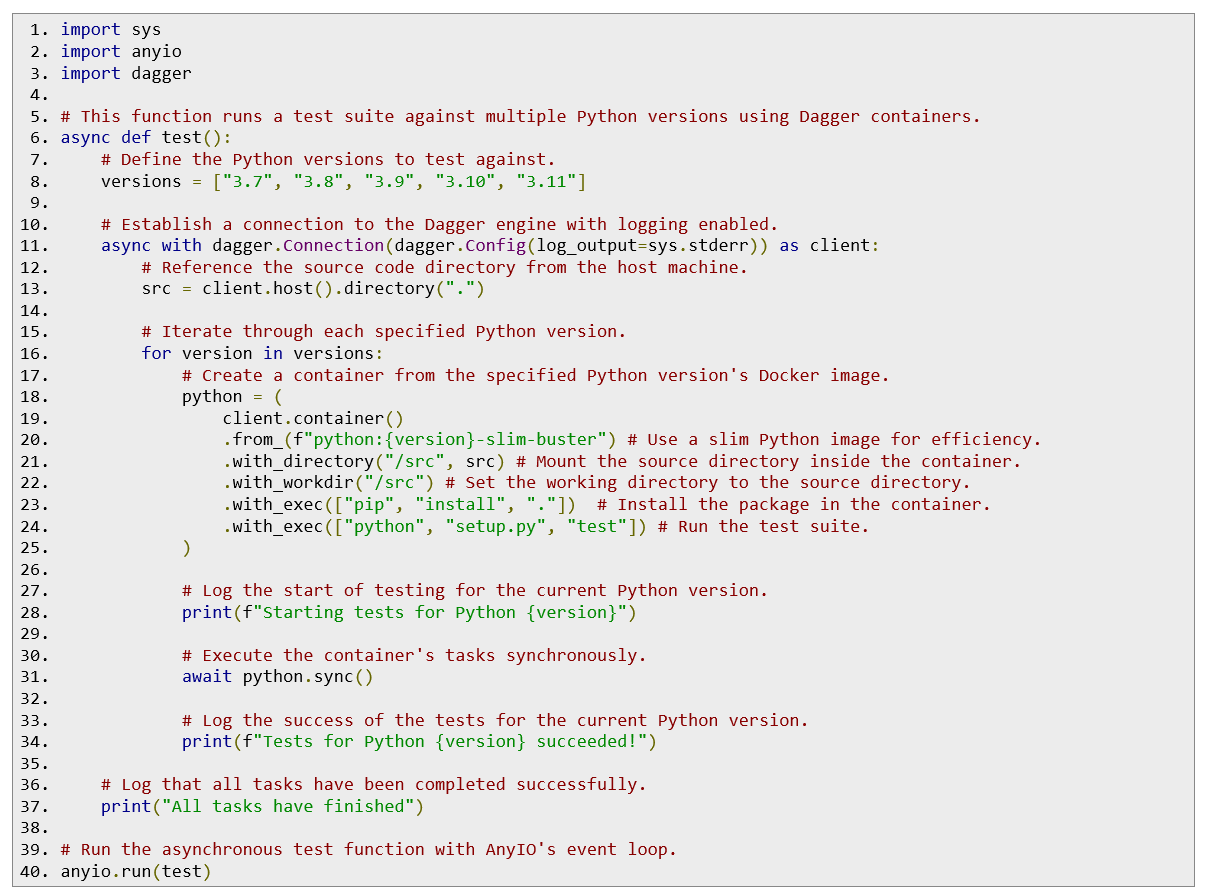 1. import sys
2. import anyio
3. import dagger
4.
5. # This function runs a test suite against multiple Python versions using Dagger containers.
6. async def test():
7.     # Define the Python versions to test against.
8.     versions = ["3.7", "3.8", "3.9", "3.10", "3.11"]
9.
10.     # Establish a connection to the Dagger engine with logging enabled.
11.     async with dagger.Connection(dagger.Config(log_output=sys.stderr)) as client:
12.         # Reference the source code directory from the host machine.
13.         src = client.host().directory(".")
14.
15.         # Iterate through each specified Python version.
16.         for version in versions:
17.             # Create a container from the specified Python version's Docker image.
18.             python = (
19.                 client.container()
20.                 .from_(f"python:{version}-slim-buster") # Use a slim Python image for efficiency.
21.                 .with_directory("/src", src) # Mount the source directory inside the container.
22.                 .with_workdir("/src") # Set the working directory to the source directory.
23.                 .with_exec(["pip", "install", "."])  # Install the package in the container.
24.                 .with_exec(["python", "setup.py", "test"]) # Run the test suite.
25.             )
26.
27.             # Log the start of testing for the current Python version.
28.             print(f"Starting tests for Python {version}")
29.
30.             # Execute the container's tasks synchronously.
31.             await python.sync()
32.
33.             # Log the success of the tests for the current Python version.
34.             print(f"Tests for Python {version} succeeded!")
35.
36.     # Log that all tasks have been completed successfully.
37.     print("All tasks have finished")
38.
39. # Run the asynchronous test function with AnyIO's event loop.
40. anyio.run(test)